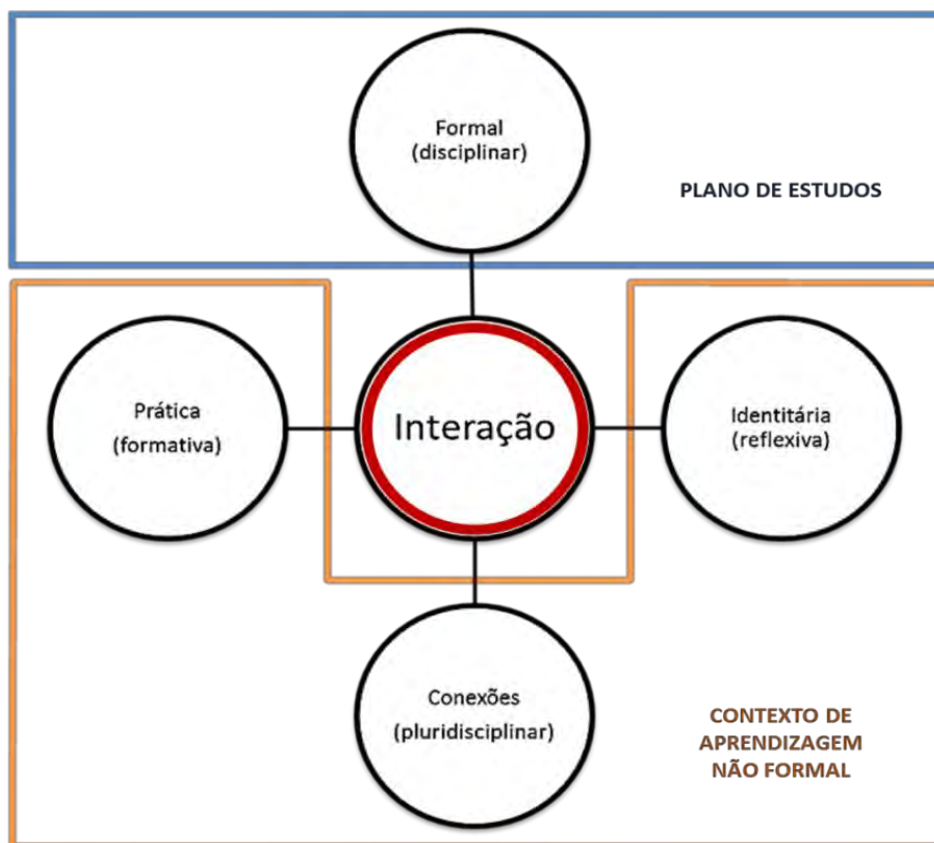 Formal
(disciplinar)
PLANO DE ESTUDOS
Prática
(formativa)
Interação
Identitária
(reflexiva)
Conexões
(pluridisciplinar)
CONTEXTO DE
APRENDIZAGEM
NÃO FORMAL